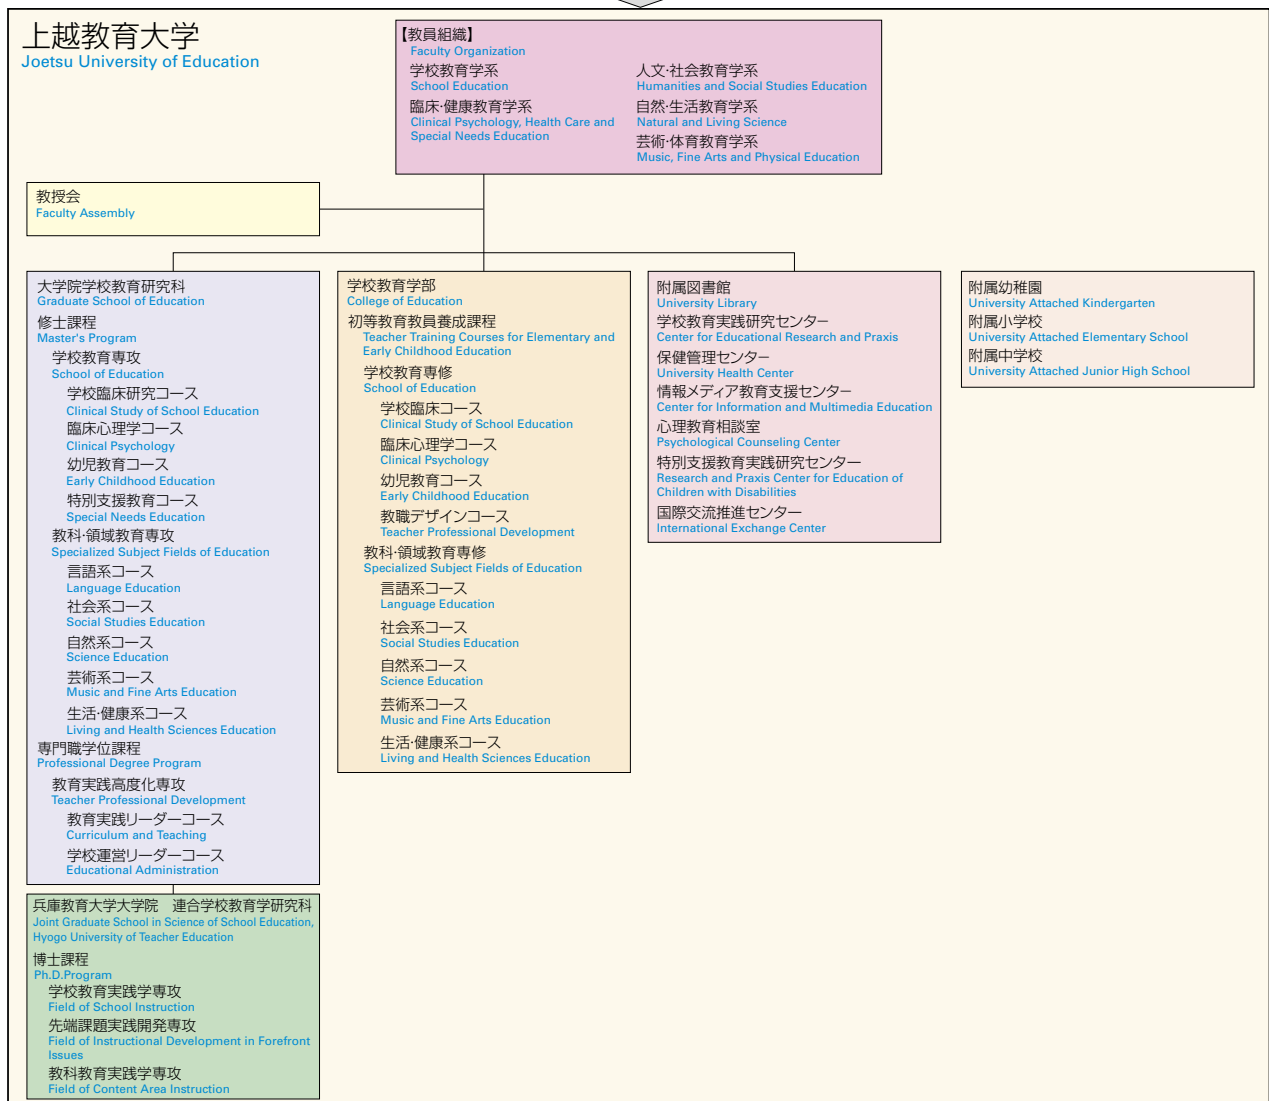 上越教育大学
Joetsu University of Education
【教員組織】
Faculty Organization
学校教育学系
School Education
臨床・健康教育学系
Clinical Psychology, Health Care and
Special Needs Education
人文・社会教育学系
Humanities and Social Studies Education
自然・生活教育学系
Natural and Living Science
芸術・体育教育学系
Music, Fine Arts and Physical Education
教授会
Faculty Assembly
大学院学校教育研究科
Graduate School of Education
修士課程
Master's Program
学校教育専攻
School of Education
学校臨床研究コース
Clinical Study of School Education
臨床心理学コース
Clinical Psychology
幼児教育コース
Early Childhood Education
特別支援教育コース
Special Needs Education
教科・領域教育専攻
Specialized Subject Fields of Education
言語系コース
Language Education
社会系コース
Social Studies Education
自然系コース
Science Education
芸術系コース
Music and Fine Arts Education
生活・健康系コース
Living and Health Sciences Education
専門職学位課程
Professional Degree Program
教育実践高度化専攻
Teacher Professional Development
教育実践リーダーコース
Curriculum and Teaching
学校運営リーダーコース
Educational Administration
兵庫教育大学大学院　連合学校教育学研究科
Joint Graduate School in Science of School Education,
Hyogo University of Teacher Education
博士課程
Ph.D.Program
学校教育実践学専攻
Field of School Instruction
先端課題実践開発専攻
Field of Instructional Development in Forefront
Issues
教科教育実践学専攻
Field of Content Area Instruction
学校教育学部
College of Education
初等教育教員養成課程
Teacher Training Courses for Elementary and
Early Childhood Education
学校教育専修
School of Education
学校臨床コース
Clinical Study of School Education
臨床心理学コース
Clinical Psychology
幼児教育コース
Early Childhood Education
教職デザインコース
Teacher Professional Development
教科・領域教育専修
Specialized Subject Fields of Education
言語系コース
Language Education
社会系コース
Social Studies Education
自然系コース
Science Education
芸術系コース
Music and Fine Arts Education
生活・健康系コース
Living and Health Sciences Education
附属図書館
University Library
学校教育実践研究センター
Center for Educational Research and Praxis
保健管理センター
University Health Center
情報メディア教育支援センター
Center for Information and Multimedia Education
心理教育相談室
Psychological Counseling Center
特別支援教育実践研究センター
Research and Praxis Center for Education of
Children with Disabilities
国際交流推進センター
International Exchange Center
附属幼稚園
University Attached Kindergarten
附属小学校
University Attached Elementary School
附属中学校
University Attached Junior High School